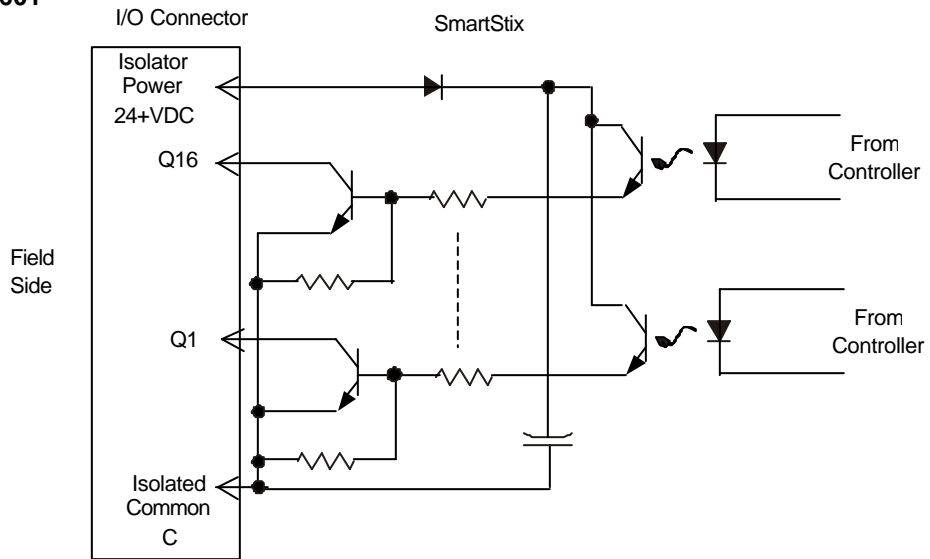 I/O Connector
SmartStix
Isolator
Power
24+VDC
Q16
From
Controller
Field
Side
Q1
From
Controller
Isolated
Common
C